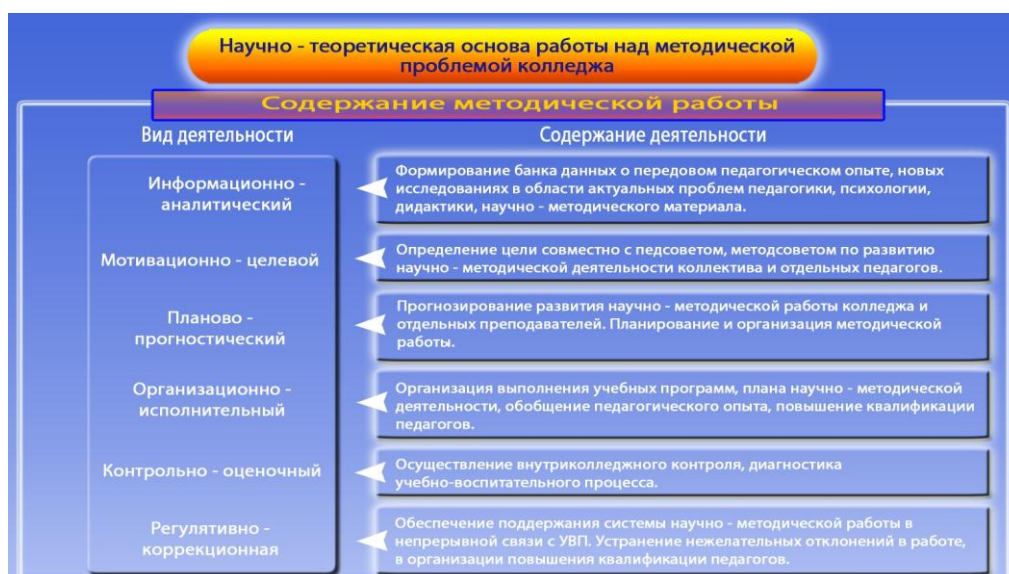 Научно - теоретическая основа работы над методической
проблемой колледжа
Содержание методической работы
Вид деятельности
Содержание деятельности
Информационно -
аналитический
Формирование банка данных о передовом педагогическом опыте, новых
исследованиях в области актуальных проблем педагогики, психологии,
дидактики, научно - методического материала.
Мотивационно - целевой
Определение цели совместно с педсоветом, методсоветом по развитию
научно - методической деятельности коллектива и отдельных педагогов.
Планово -
прогностический
Прогнозирование развития научно - методической работы колледжа и
отдельных преподавателей. Планирование и организация методической
работы.
Организационно -
исполнительный
Организация выполнения учебных программ, плана научно - методической
деятельности, обобщение педагогического опыта, повышение квалификации
педагогов.
Контрольно - оценочный
Осуществление внутриколледжного контроля, диагностика
учебно-воспитательного процесса.
Регулятивно -
коррекционная
Обеспечение поддержания системы научно - методической работы в
непрерывной связи с УВП. Устранение нежелательных отклонений в работе,
в организации повышения квалификации педагогов.